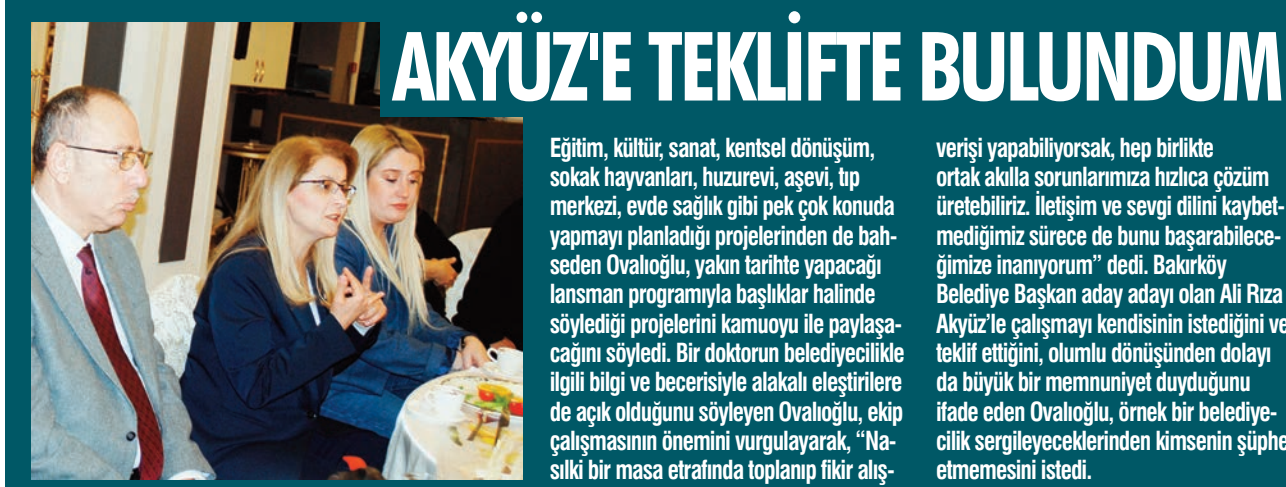 AKYÜZ'E TEKLİFTE BULUNDUM
Eğitim, kültür, sanat, kentsel dönüşüm,
sokak hayvanları, huzurevi, aşevi, tıp
merkezi, evde sağlık gibi pek çok konuda
yapmayı planladığı projelerinden de bah-
seden Ovalıoğlu, yakın tarihte yapacağı
lansman programıyla başlıklar halinde
söylediği projelerini kamuoyu ile paylaşa-
cağını söyledi. Bir doktorun belediyecilikle
ilgili bilgi ve becerisiyle alakalı eleştirilere
de açık olduğunu söyleyen Ovalıoğlu, ekip
çalışmasının önemini vurgulayarak, “Na-
sılki bir masa etrafında toplanıp fikir alış-
verişi yapabiliyorsak, hep birlikte
ortak akılla sorunlarımıza hızlıca çözüm
üretebiliriz. İletişim ve sevgi dilini kaybet-
mediğimiz sürece de bunu başarabilece-
ğimize inanıyorum” dedi. Bakırköy
Belediye Başkan aday adayı olan Ali Rıza
Akyüz’le çalışmayı kendisinin istediğini ve
teklif ettiğini, olumlu dönüşünden dolayı
da büyük bir memnuniyet duyduğunu
ifade eden Ovalıoğlu, örnek bir belediye-
cilik sergileyeceklerinden kimsenin şüphe
etmemesini istedi.